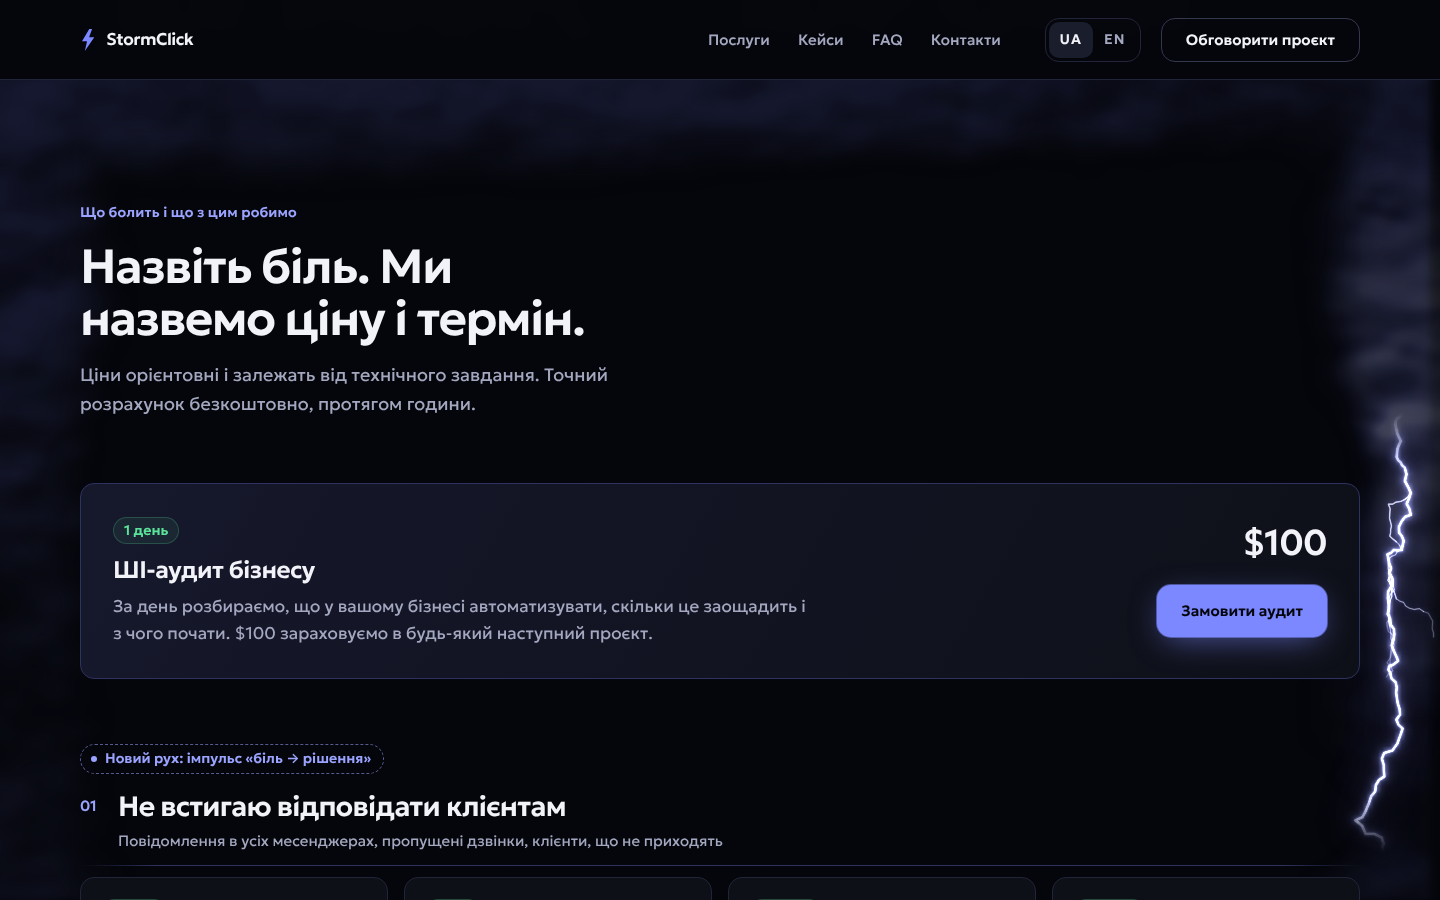 StormClick
Послуги
Кейси
FAQ
Контакти
UA
EN
Обговорити проєкт
Що болить і що з цим робимо
Назвіть біль. Ми
назвемо ціну і термін.
Ціни орієнтовні і залежать від технічного завдання. Точний
розрахунок безкоштовно, протягом години.
1 день
ШІ-аудит бізнесу
За день розбираємо, що у вашому бізнесі автоматизувати, скільки це заощадить і
з чого почати. $100 зараховуємо в будь-який наступний проєкт.
$100
Замовити аудит
Новий рух: імпульс «біль → рішення»
01
Не встигаю відповідати клієнтам
Повідомлення в усіх месенджерах, пропущені дзвінки, клієнти, що не приходять